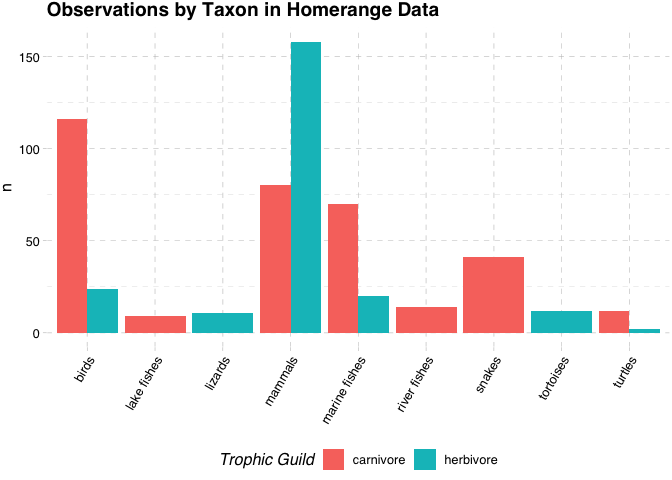 Observations by Taxon in Homerange Data
n
150
100
50
0
birds
lake fishes
lizards
mammals
marine fishes
river fishes
snakes
tortoises
turtles
Trophic Guild carnivore herbivore